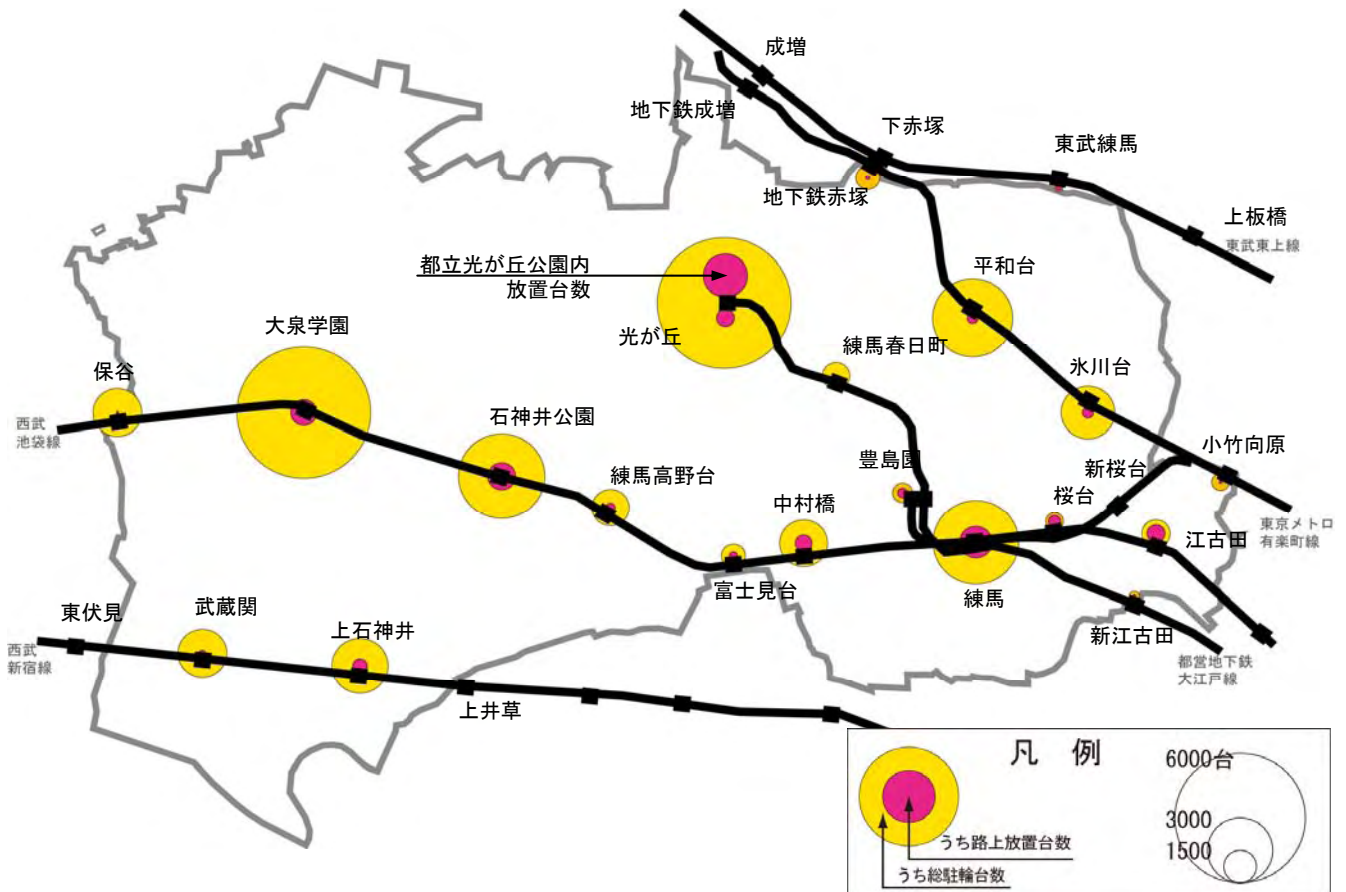 成増
地下鉄成増
下赤塚
東武練馬
地下鉄赤塚
上板橋
東武東上線
都立光が丘公園内
放置台数
平和台
大泉学園
光が丘
練馬春日町
保谷
氷川台
西武
池袋線
石神井公園
小竹向原
練馬高野台
豊島園
新桜台
中村橋
桜台
東京メトロ
有楽町線
江古田
富士見台
練馬
東伏見
武蔵関
上石神井
新江古田
西武
新宿線
都営地下鉄
大江戸線
上井草
凡 例
6000台
3000
1500
うち路上放置台数
うち総駐輪台数